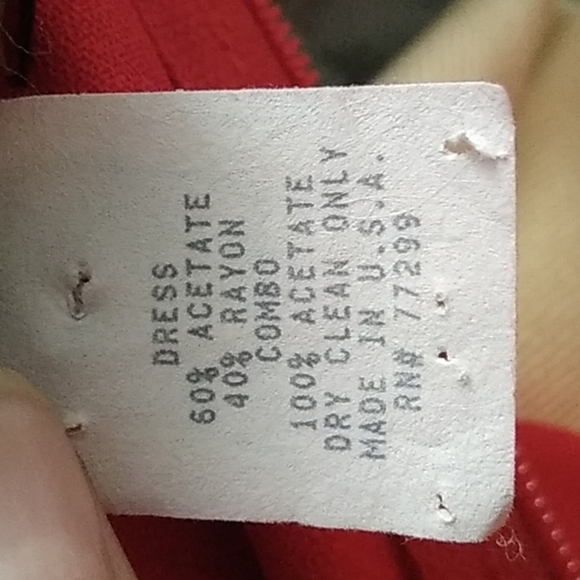 DRESS
60% ACETATE
40% RAYON
COMBO
100% ACETATE
DRY CLEAN ONLY
MADE IN U.S.A.
RN# 77299